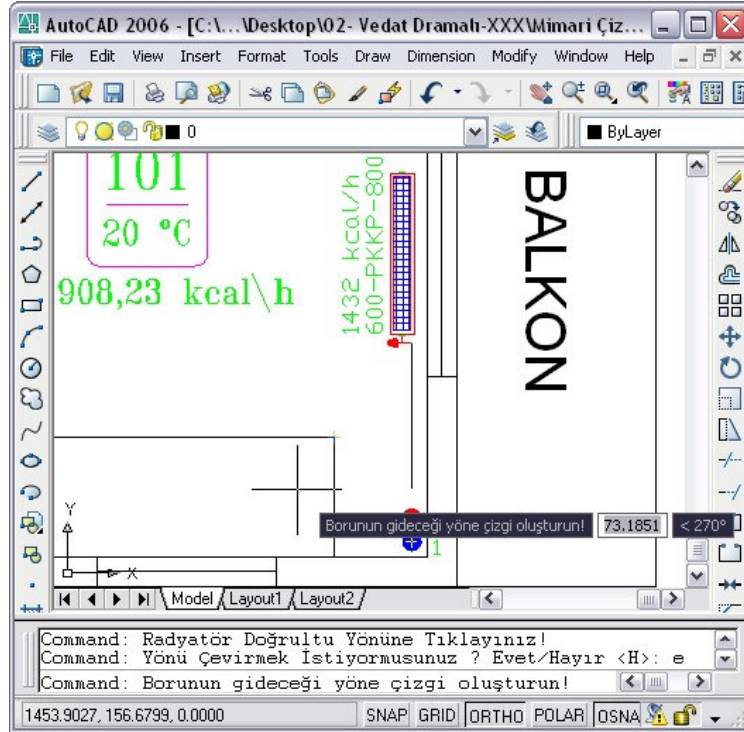 AutoCAD 2006 - [C:\...\Desktop\02- Vedat Dramalı-XXX\Mimari Çiz...
File Edit View Insert Format Tools Draw Dimension Modify Window Help
0
ByLayer
101
20 °C
908,23 kcal\h
1432 kcal/h
600-PKKP-800
BALKON
Borunun gideceği yöne çizgi oluşturun! 73.1851 < 270°
1
Y
X
Model Layout1 Layout2
Command: Radyatör Doğrultu Yönüne Tıklayınız!
Command: Yönü Çevirmek İstiyormusunuz ? Evet/Hayır <H>: e
Command: Borunun gideceği yöne çizgi oluşturun!
1453.9027, 156.6799, 0.0000 SNAP GRID ORTHO POLAR OSNA